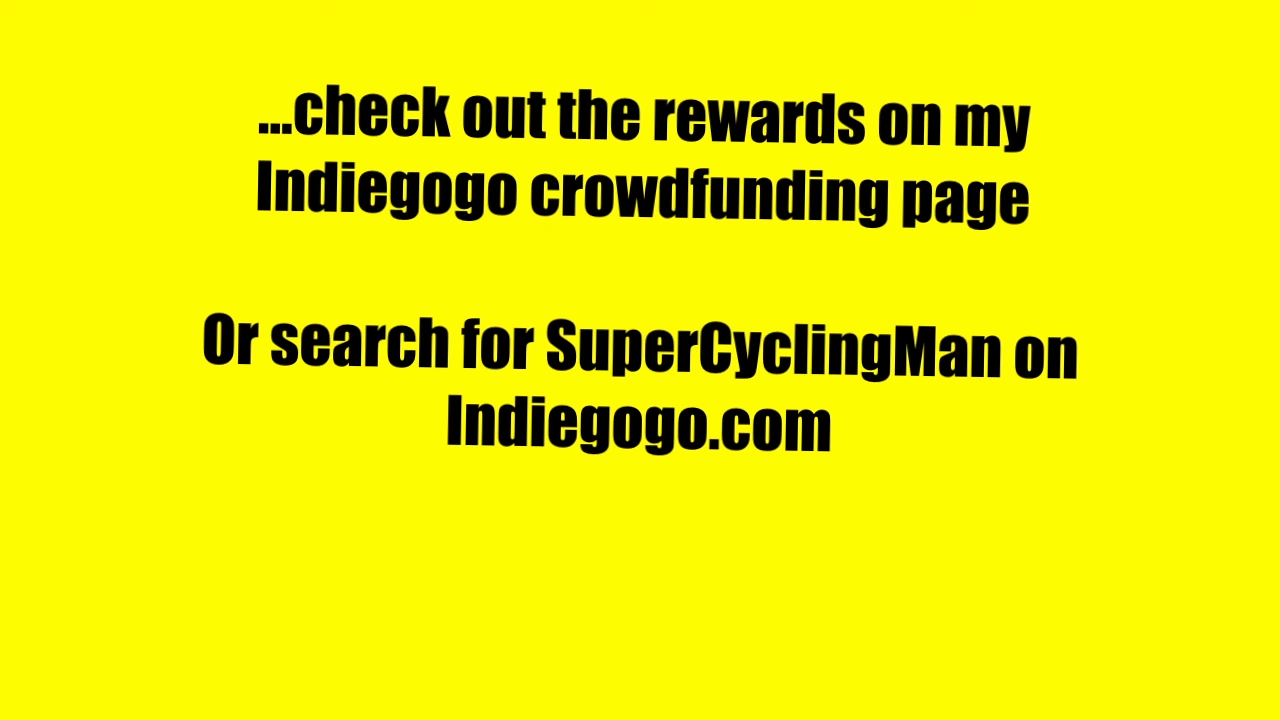 ...check out the rewards on my
Indiegogo crowdfunding page
Or search for SuperCyclingMan on
Indiegogo.com